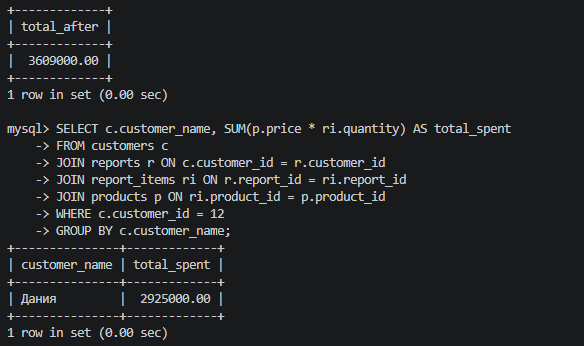 +-------------+
| total_after |
+-------------+
|  3609000.00 |
+-------------+
1 row in set (0.00 sec)

mysql> SELECT c.customer_name, SUM(p.price * ri.quantity) AS total_spent
    -> FROM customers c
    -> JOIN reports r ON c.customer_id = r.customer_id
    -> JOIN report_items ri ON r.report_id = ri.report_id
    -> JOIN products p ON ri.product_id = p.product_id
    -> WHERE c.customer_id = 12
    -> GROUP BY c.customer_name;
+---------------+-------------+
| customer_name | total_spent |
+---------------+-------------+
| Дания         |  2925000.00 |
+---------------+-------------+
1 row in set (0.00 sec)